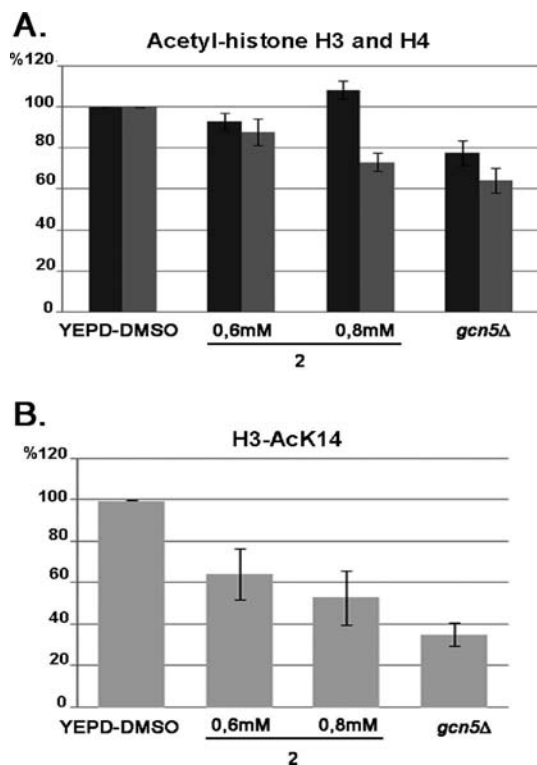 A.
Acetyl-histone H3 and H4
%120
100
80
60
40
20
0
YEPD-DMSO 0,6mM 0,8mM gcn5Δ
2
B.
H3-AcK14
%120
100
80
60
40
20
0
YEPD-DMSO 0,6mM 0,8mM gcn5Δ
2